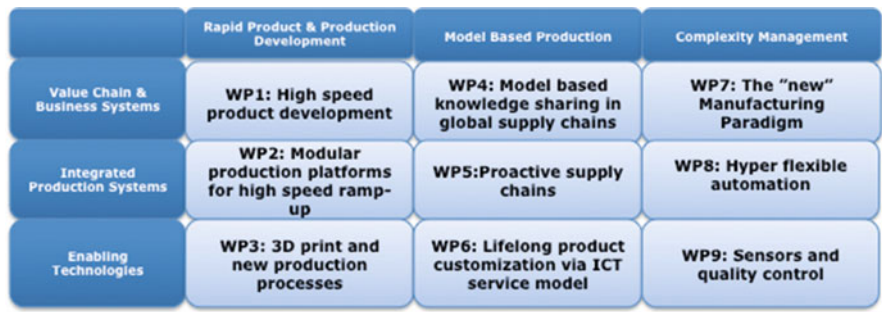 Rapid Product & Production
Development
Model Based Production
Complexity Management
Value Chain &
Business Systems
WP1: High speed
product development
WP4: Model based
knowledge sharing in
global supply chains
WP7: The “new”
Manufacturing
Paradigm
Integrated
Production Systems
WP2: Modular
production platforms
for high speed ramp-
up
WP5:Proactive supply
chains
WP8: Hyper flexible
automation
Enabling
Technologies
WP3: 3D print and
new production
processes
WP6: Lifelong product
customization via ICT
service model
WP9: Sensors and
quality control